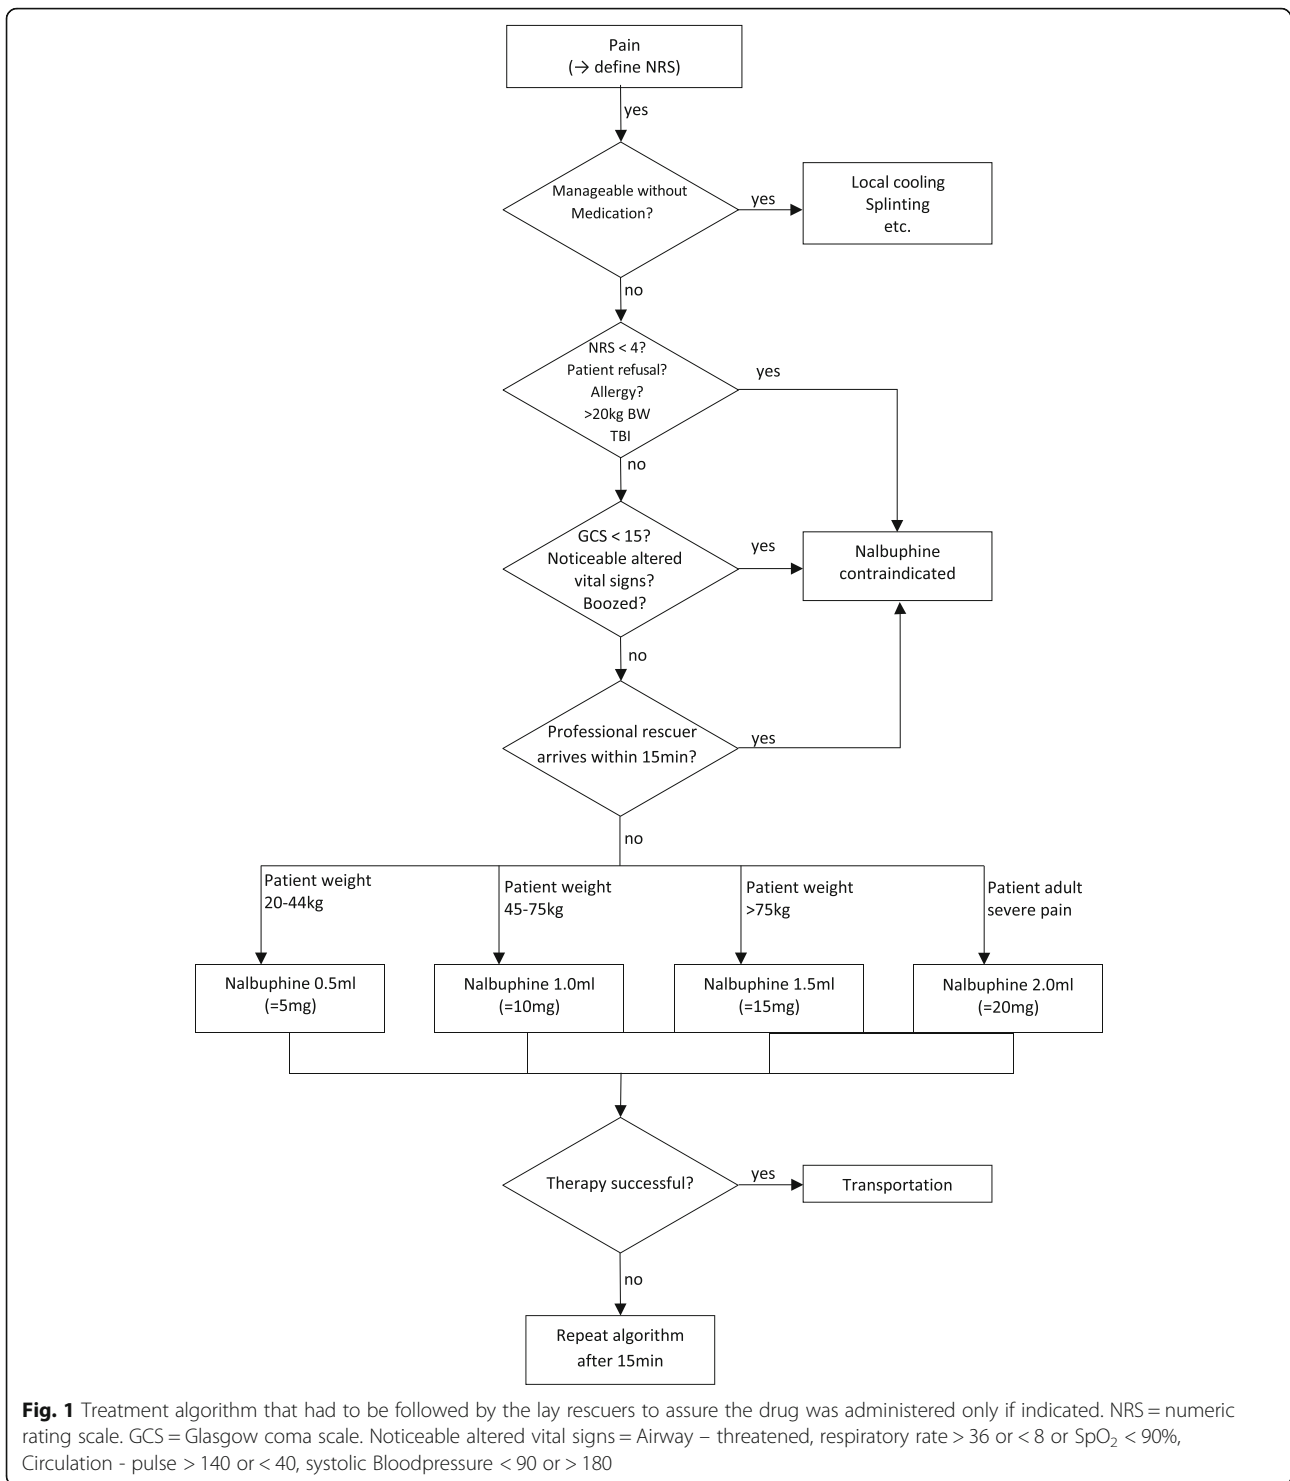 Pain
(→ define NRS)
yes
Manageable without
Medication?
yes
Local cooling
Splinting
etc.
no
NRS < 4?
Patient refusal?
Allergy?
>20kg BW
TBI
yes
no
GCS < 15?
Noticeable altered
vital signs?
Boozed?
yes
Nalbuphine
contraindicated
no
Professional rescuer
arrives within 15min?
yes
no
Patient weight
20-44kg
Patient weight
45-75kg
Patient weight
>75kg
Patient adult
severe pain
Nalbuphine 0.5ml
(=5mg)
Nalbuphine 1.0ml
(=10mg)
Nalbuphine 1.5ml
(=15mg)
Nalbuphine 2.0ml
(=20mg)
Therapy successful?
yes
Transportation
no
Repeat algorithm
after 15min
Fig. 1 Treatment algorithm that had to be followed by the lay rescuers to assure the drug was administered only if indicated. NRS = numeric
rating scale. GCS = Glasgow coma scale. Noticeable altered vital signs = Airway – threatened, respiratory rate > 36 or < 8 or SpO₂ < 90%,
Circulation - pulse > 140 or < 40, systolic Bloodpressure < 90 or > 180